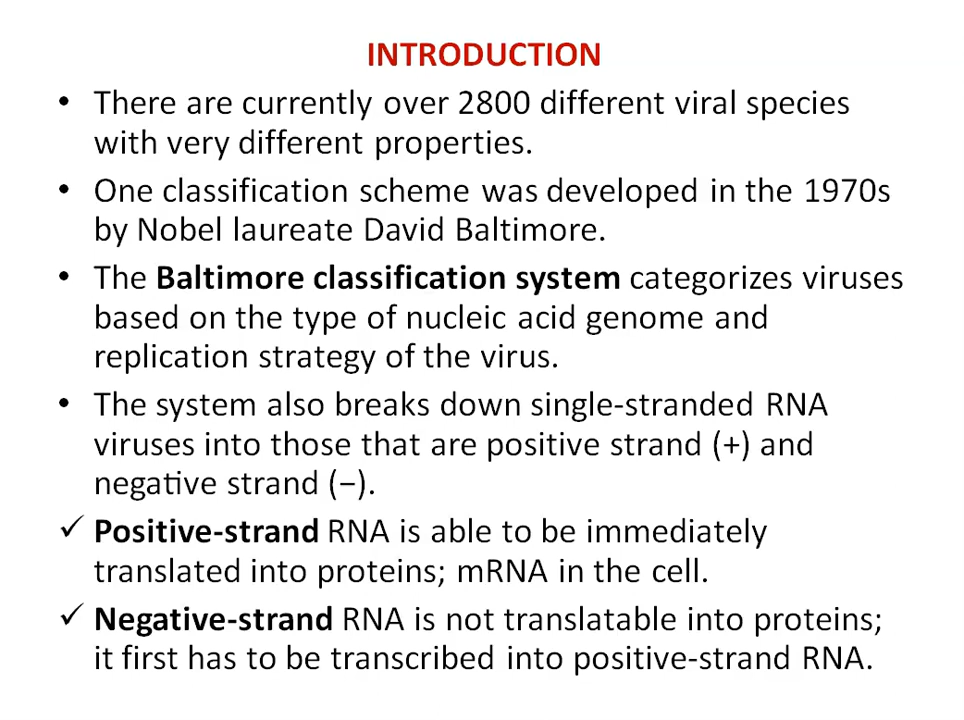 INTRODUCTION
• There are currently over 2800 different viral species
with very different properties.
• One classification scheme was developed in the 1970s
by Nobel laureate David Baltimore.
• The Baltimore classification system categorizes viruses
based on the type of nucleic acid genome and
replication strategy of the virus.
• The system also breaks down single-stranded RNA
viruses into those that are positive strand (+) and
negative strand (−).
✓ Positive-strand RNA is able to be immediately
translated into proteins; mRNA in the cell.
✓ Negative-strand RNA is not translatable into proteins;
it first has to be transcribed into positive-strand RNA.